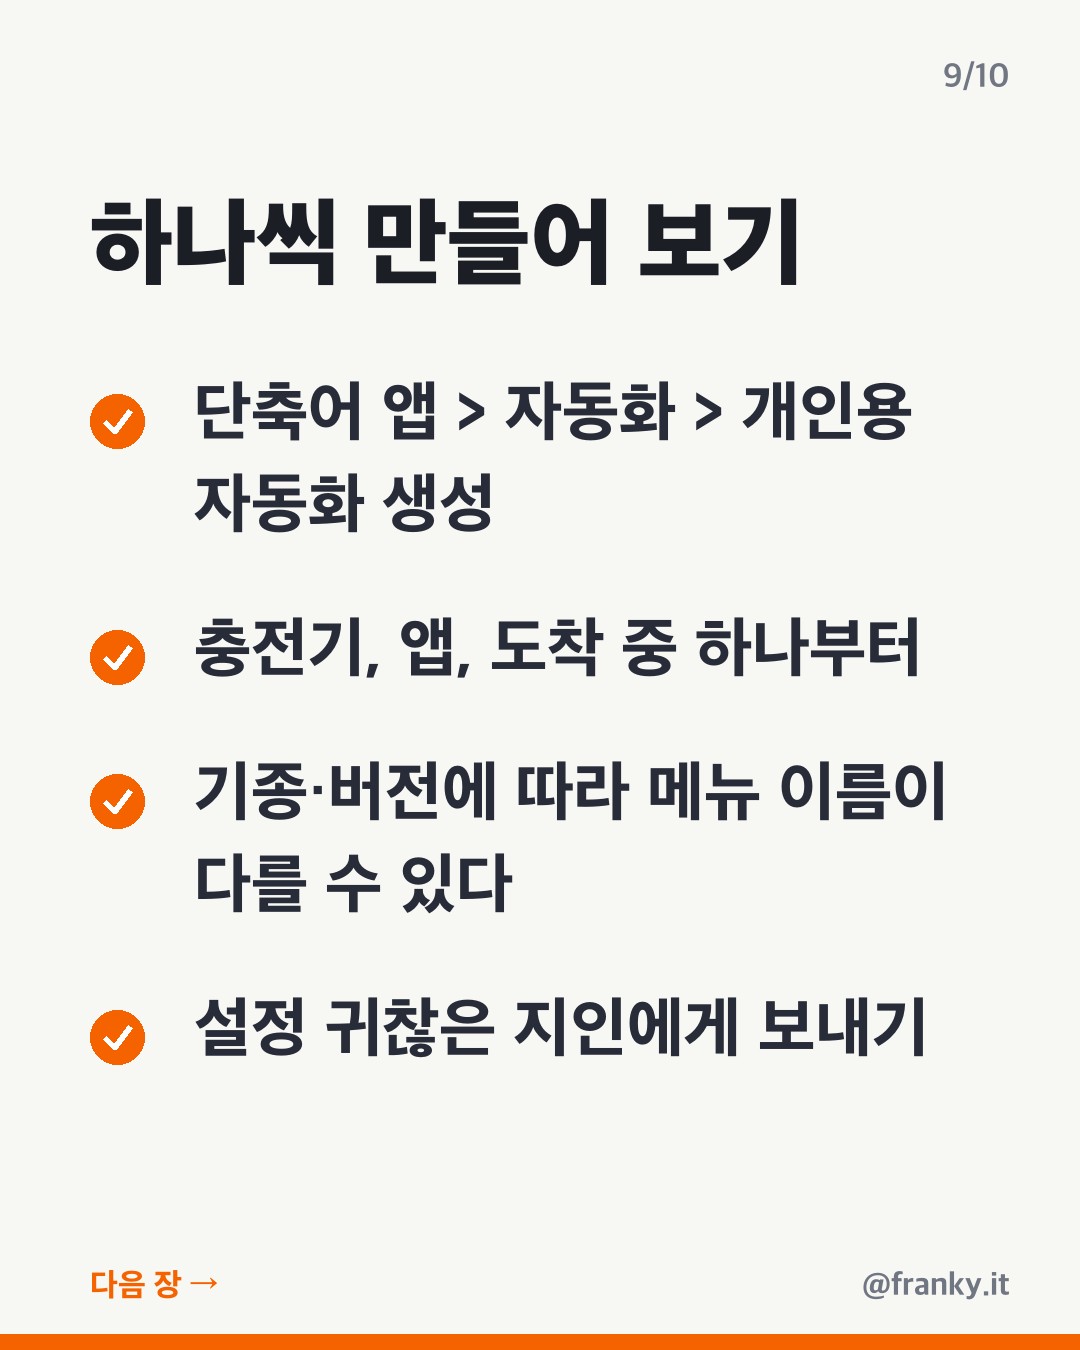 9/10
하나씩 만들어 보기
단축어 앱 > 자동화 > 개인용
자동화 생성
충전기, 앱, 도착 중 하나부터
기종·버전에 따라 메뉴 이름이
다를 수 있다
설정 귀찮은 지인에게 보내기
다음 장 →
@franky.it